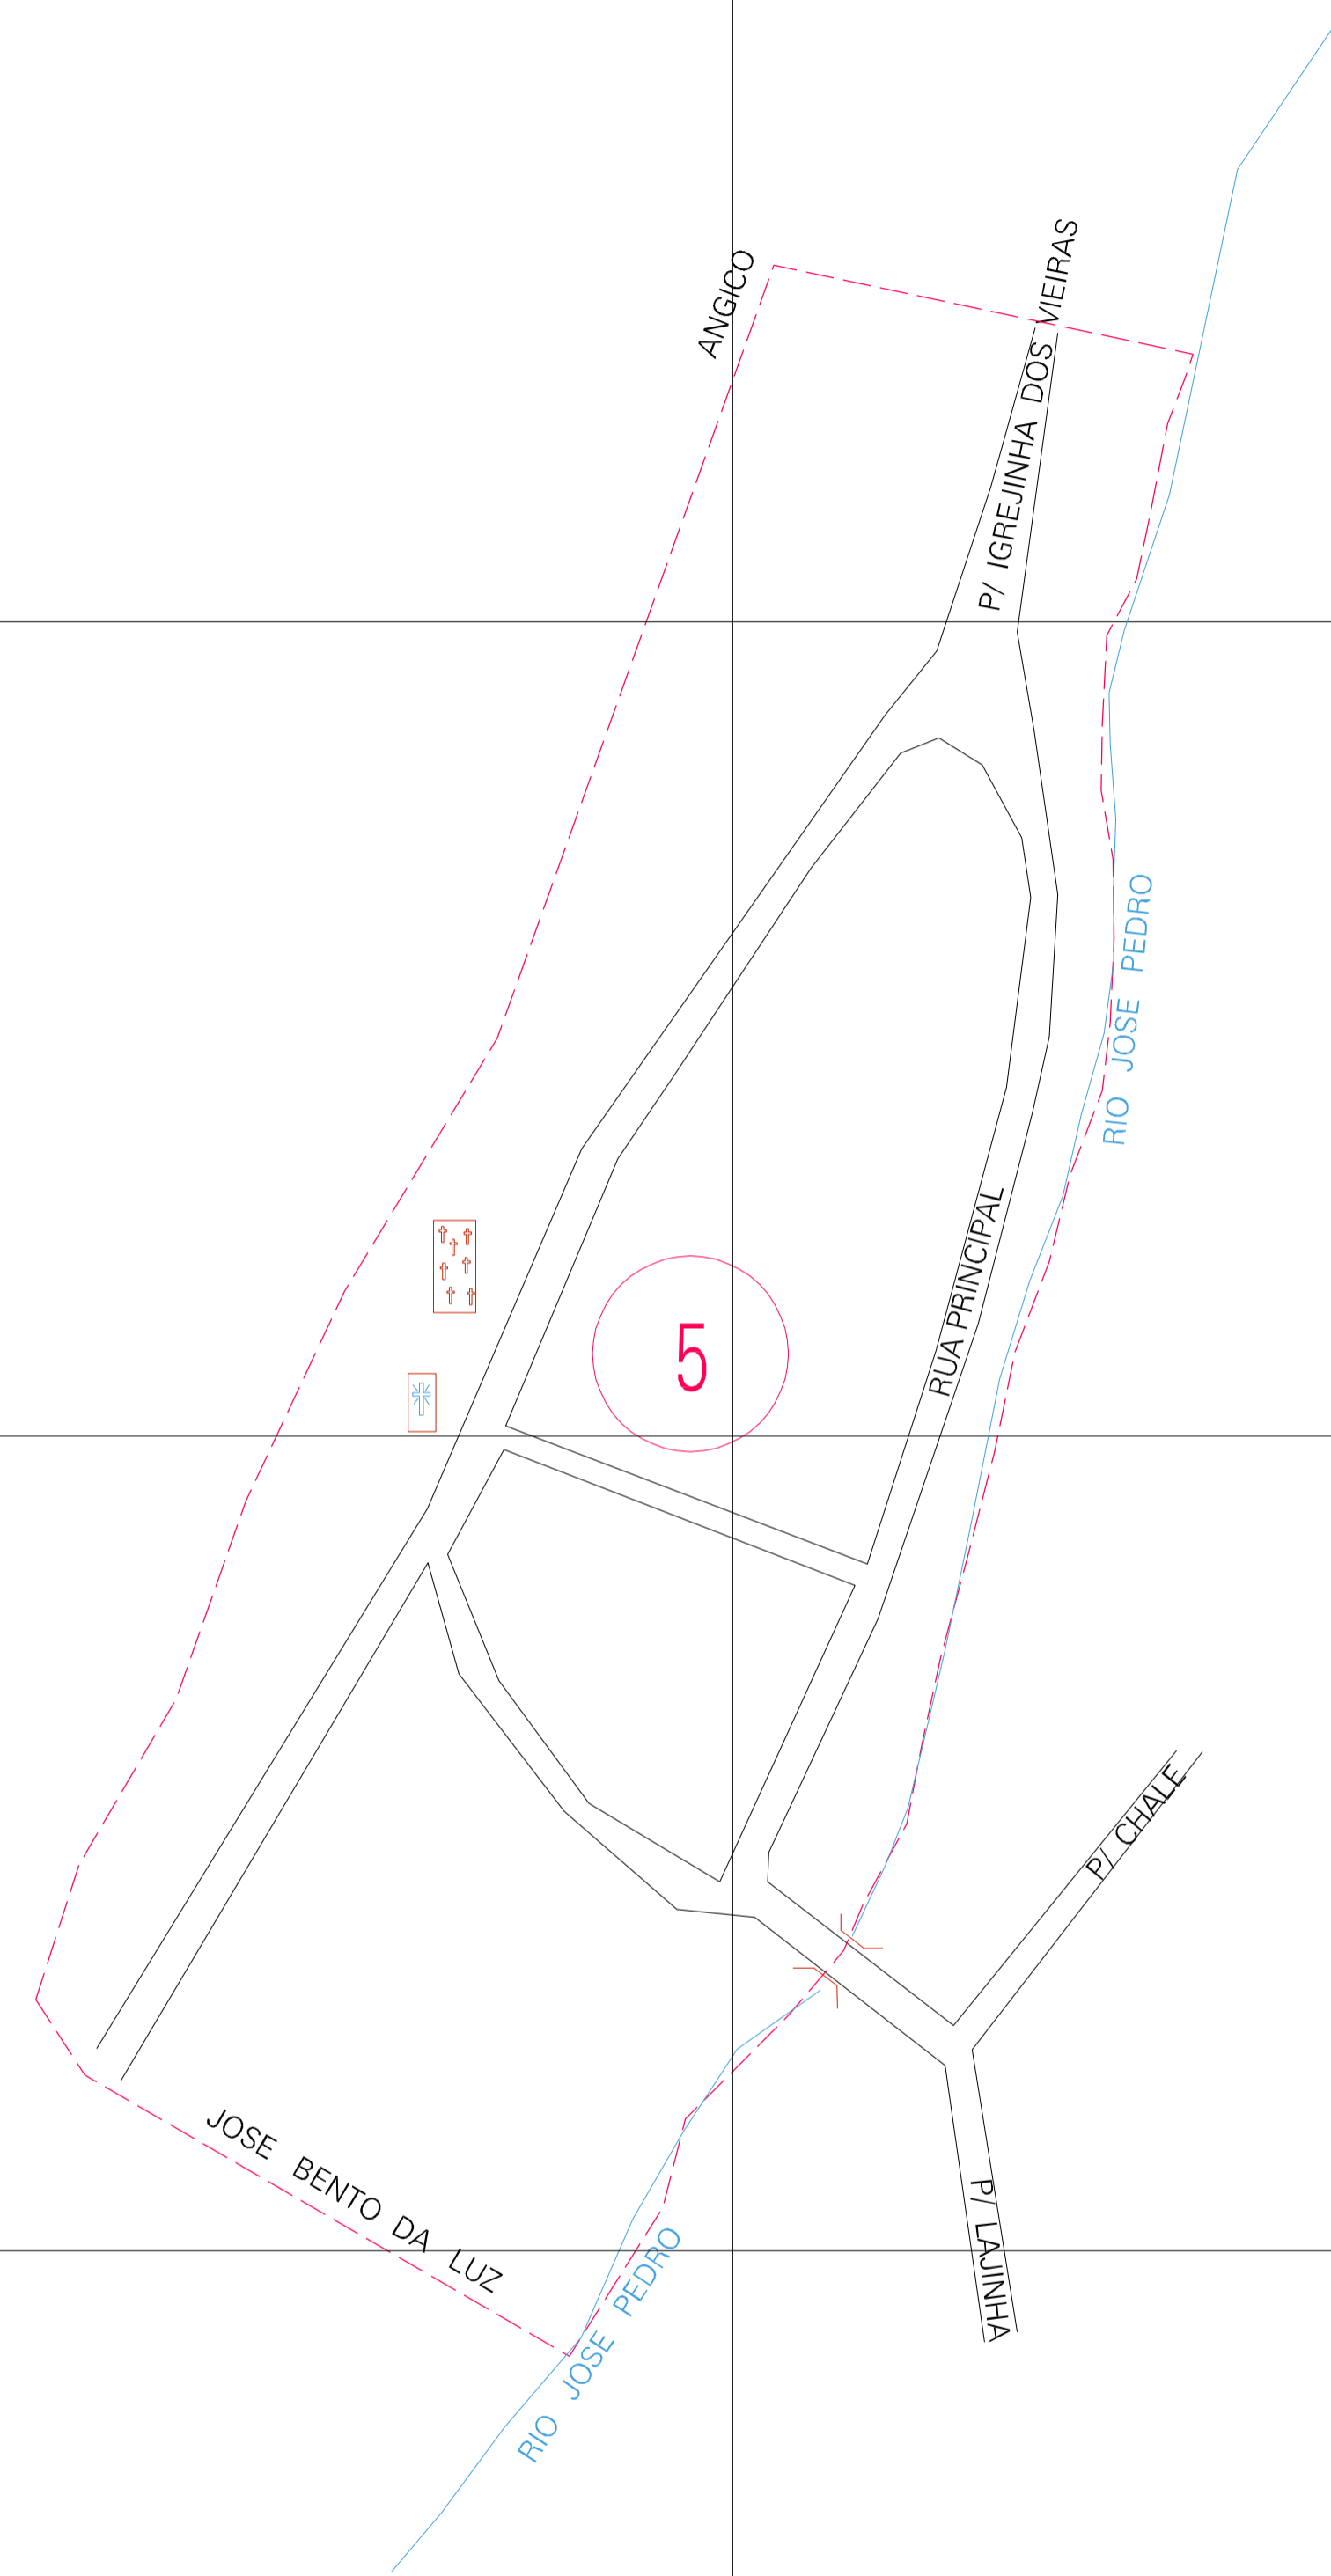 ANGICO
P/ IGREJINHA DOS VIEIRAS
RIO JOSE PEDRO
RUA PRINCIPAL
5
P/ CHALE
JOSE BENTO DA LUZ
P/ LAJINHA
RIO JOSE PEDRO